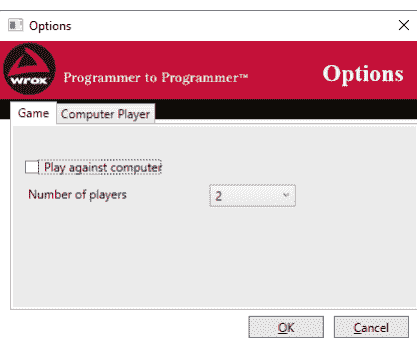 Options
wrox
Programmer to Programmer™
Options
Game
Computer Player
Play against computer
Number of players
2
OK
Cancel